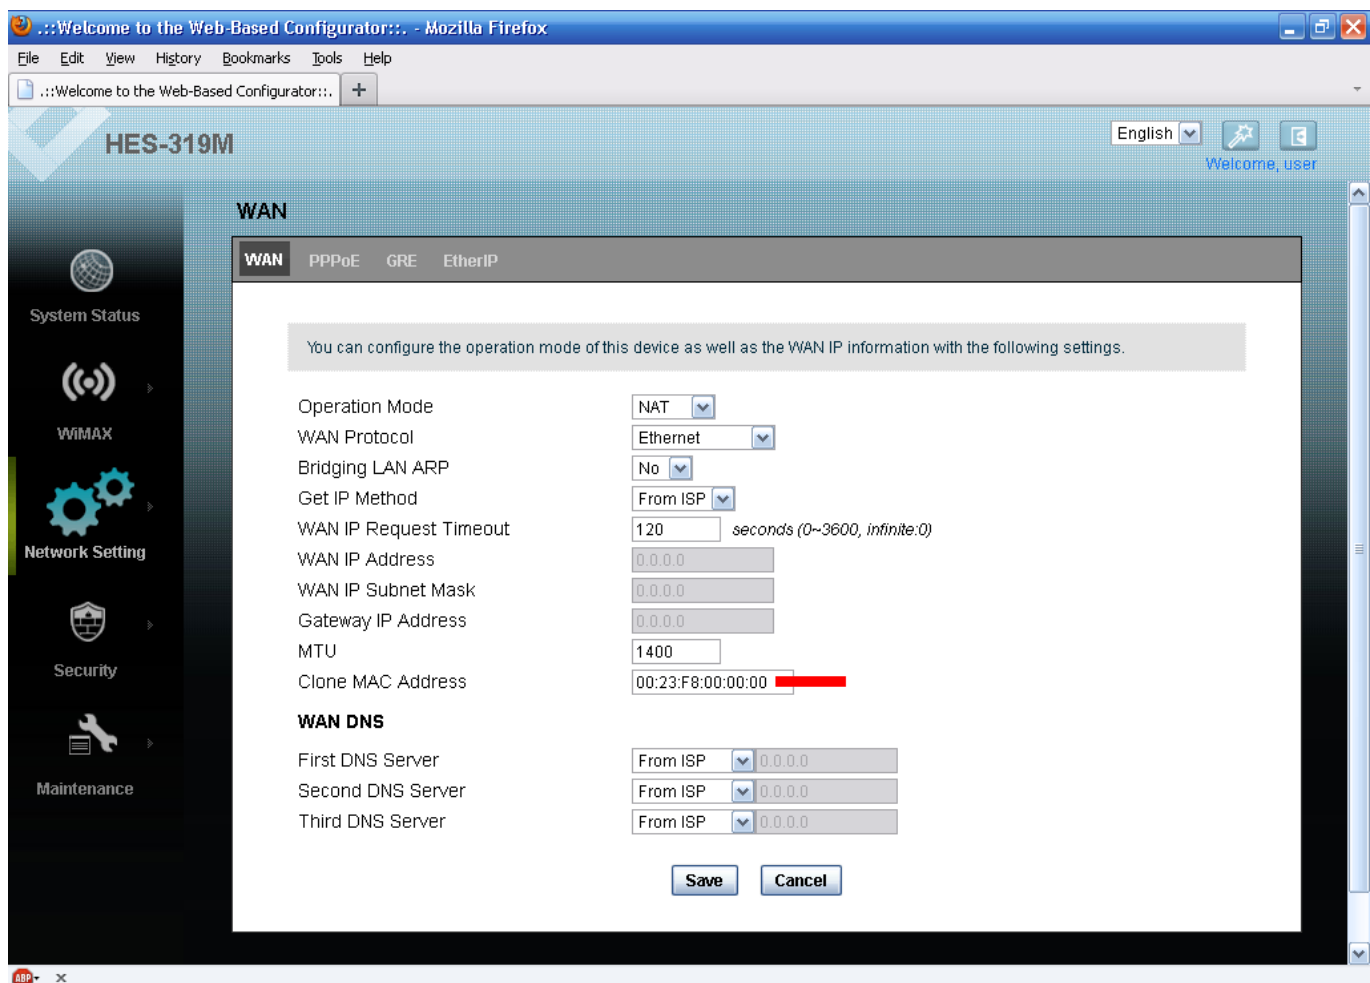 .::Welcome to the Web-Based Configurator::. - Mozilla Firefox
File Edit View History Bookmarks Tools Help
.::Welcome to the Web-Based Configurator::. +
HES-319M
English
Welcome, user
System Status
WiMAX
Network Setting
Security
Maintenance
WAN
WAN PPPoE GRE EtherIP
You can configure the operation mode of this device as well as the WAN IP information with the following settings.
Operation Mode NAT
WAN Protocol Ethernet
Bridging LAN ARP No
Get IP Method From ISP
WAN IP Request Timeout 120 seconds (0~3600, infinite:0)
WAN IP Address 0.0.0.0
WAN IP Subnet Mask 0.0.0.0
Gateway IP Address 0.0.0.0
MTU 1400
Clone MAC Address 00:23:F8:00:00:00
WAN DNS
First DNS Server From ISP 0.0.0.0
Second DNS Server From ISP 0.0.0.0
Third DNS Server From ISP 0.0.0.0
Save Cancel
ABP